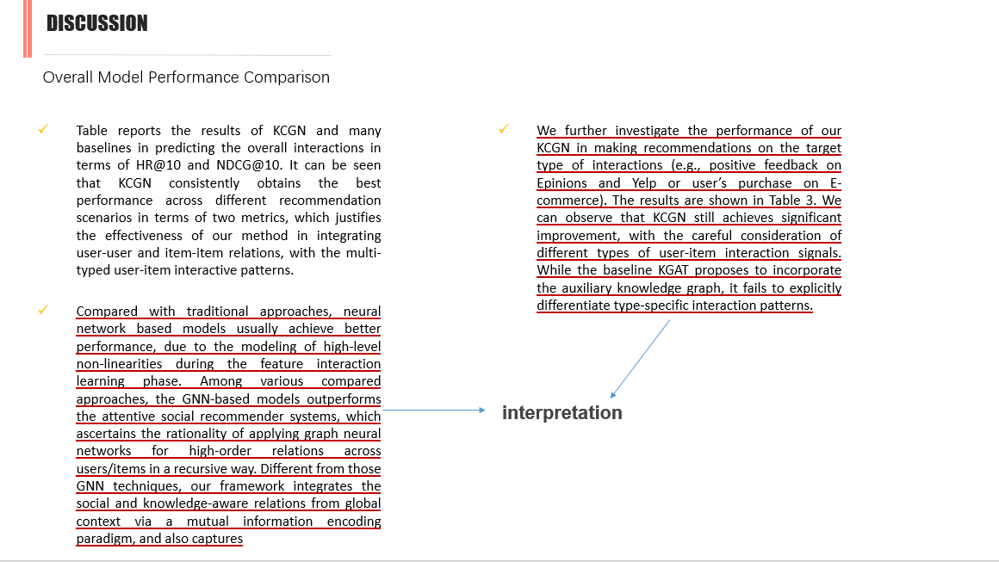 DISCUSSION
Overall Model Performance Comparison
Table reports the results of KCGN and many
baselines in predicting the overall interactions in
terms of HR@10 and NDCG@10. It can be seen
that KCGN consistently obtains the best
performance across different recommendation
scenarios in terms of two metrics, which justifies
the effectiveness of our method in integrating
user-user and item-item relations, with the multi-
typed user-item interactive patterns.
Compared with traditional approaches, neural
network based models usually achieve better
performance, due to the modeling of high-level
non-linearities during the feature interaction
learning phase. Among various compared
approaches, the GNN-based models outperforms
the attentive social recommender systems, which
ascertains the rationality of applying graph neural
networks for high-order relations across
users/items in a recursive way. Different from those
GNN techniques, our framework integrates the
social and knowledge-aware relations from global
context via a mutual information encoding
paradigm, and also captures
We further investigate the performance of our
KCGN in making recommendations on the target
type of interactions (e.g., positive feedback on
Epinions and Yelp or user’s purchase on E-
commerce). The results are shown in Table 3. We
can observe that KCGN still achieves significant
improvement, with the careful consideration of
different types of user-item interaction signals.
While the baseline KGAT proposes to incorporate
the auxiliary knowledge graph, it fails to explicitly
differentiate type-specific interaction patterns.
interpretation